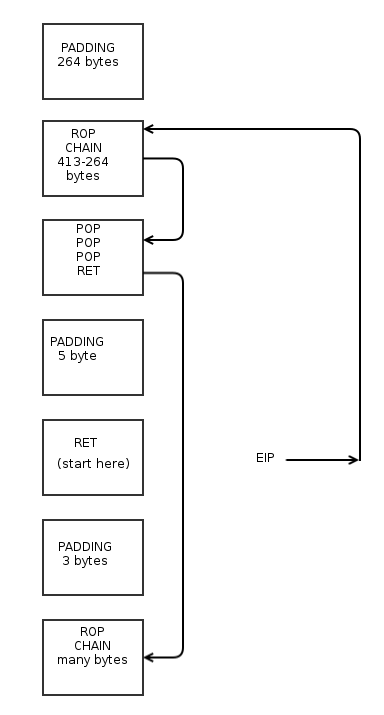 PADDING
264 bytes
ROP
CHAIN
413-264
bytes
POP
POP
POP
RET
PADDING
5 byte
RET
(start here)
EIP
PADDING
3 bytes
ROP
CHAIN
many bytes